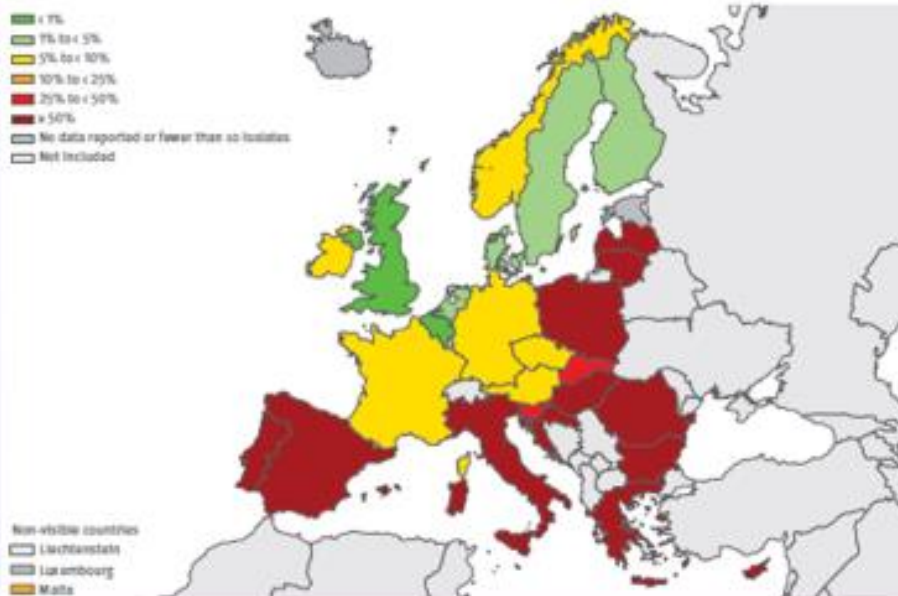 < 1%
1% to < 5%
5% to < 10%
10% to < 25%
25% to < 50%
≥ 50%
No data reported or fewer than 10 isolates
Not included
Non-visible countries
Liechtenstein
Luxembourg
Malta